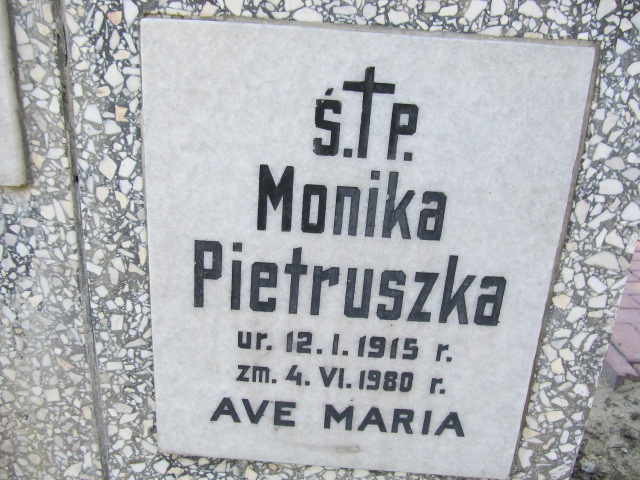 Ś.†P.
Monika
Pietruszka
ur. 12.I.1915 r.
zm. 4.VI.1980 r.
AVE MARIA